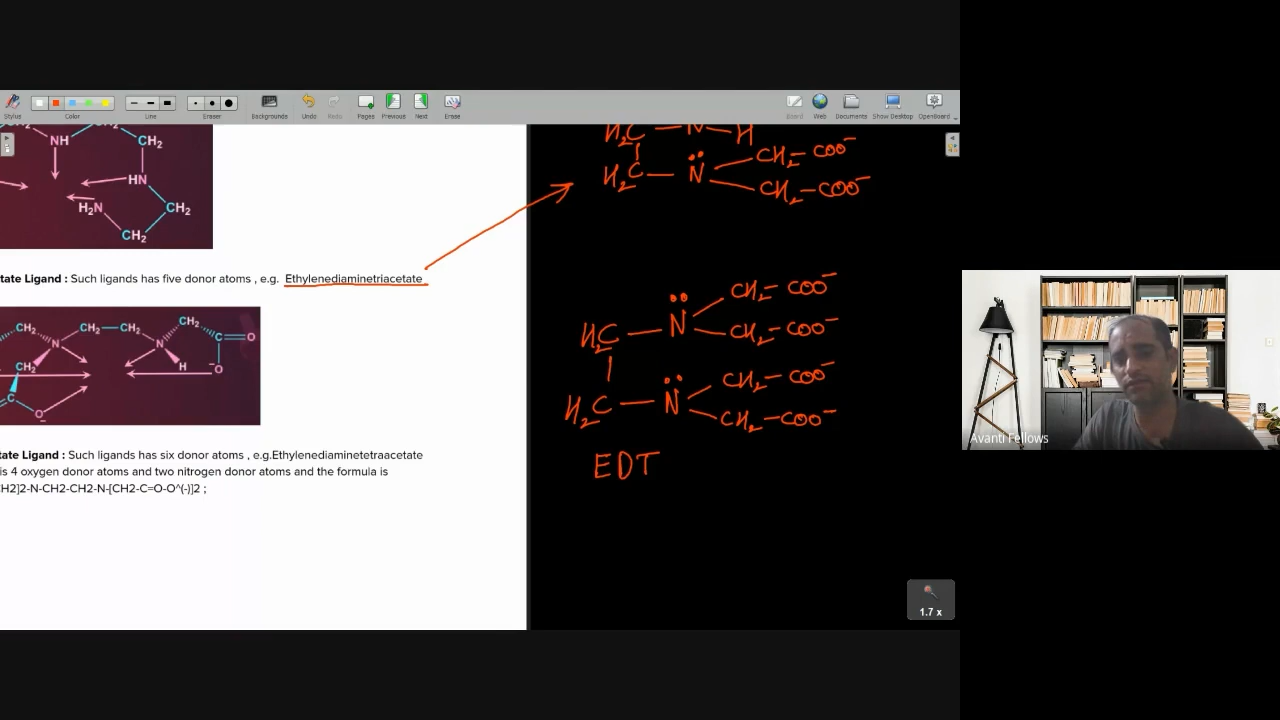 Stylus Color Line Eraser Backgrounds Undo Redo Pages Previous Next Erase Board Web Documents Show Desktop OpenBoard
CH₂
NH CH₂
HN
H₂N CH₂
CH₂
H₂C — N̈ — H
H₂C — N̈ CH₂ — COO⁻
CH₂ — COO⁻
tate Ligand : Such ligands has five donor atoms , e.g. Ethylenediaminetriacetate
CH₂ CH₂—CH₂ CH₂
N N C=O
CH₂ H ⁻O
C
O⁻
CH₂ — COO⁻
H₂C — N̈ CH₂ — COO⁻
CH₂ — COO⁻
H₂C — N̈ CH₂ — COO⁻
EDT
tate Ligand : Such ligands has six donor atoms , e.g.Ethylenediaminetetraacetate
is 4 oxygen donor atoms and two nitrogen donor atoms and the formula is
CH2]2-N-CH2-CH2-N-[CH2-C=O-O^(-)]2 ;
Avanti Fellows
1.7 x